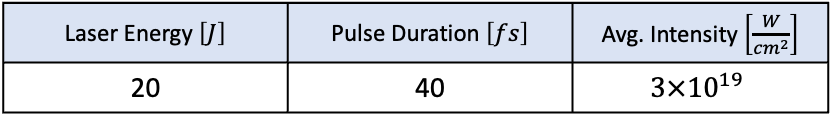 Laser Energy [J] Pulse Duration [fs] Avg. Intensity [W/cm²]
20 40 3×10¹⁹